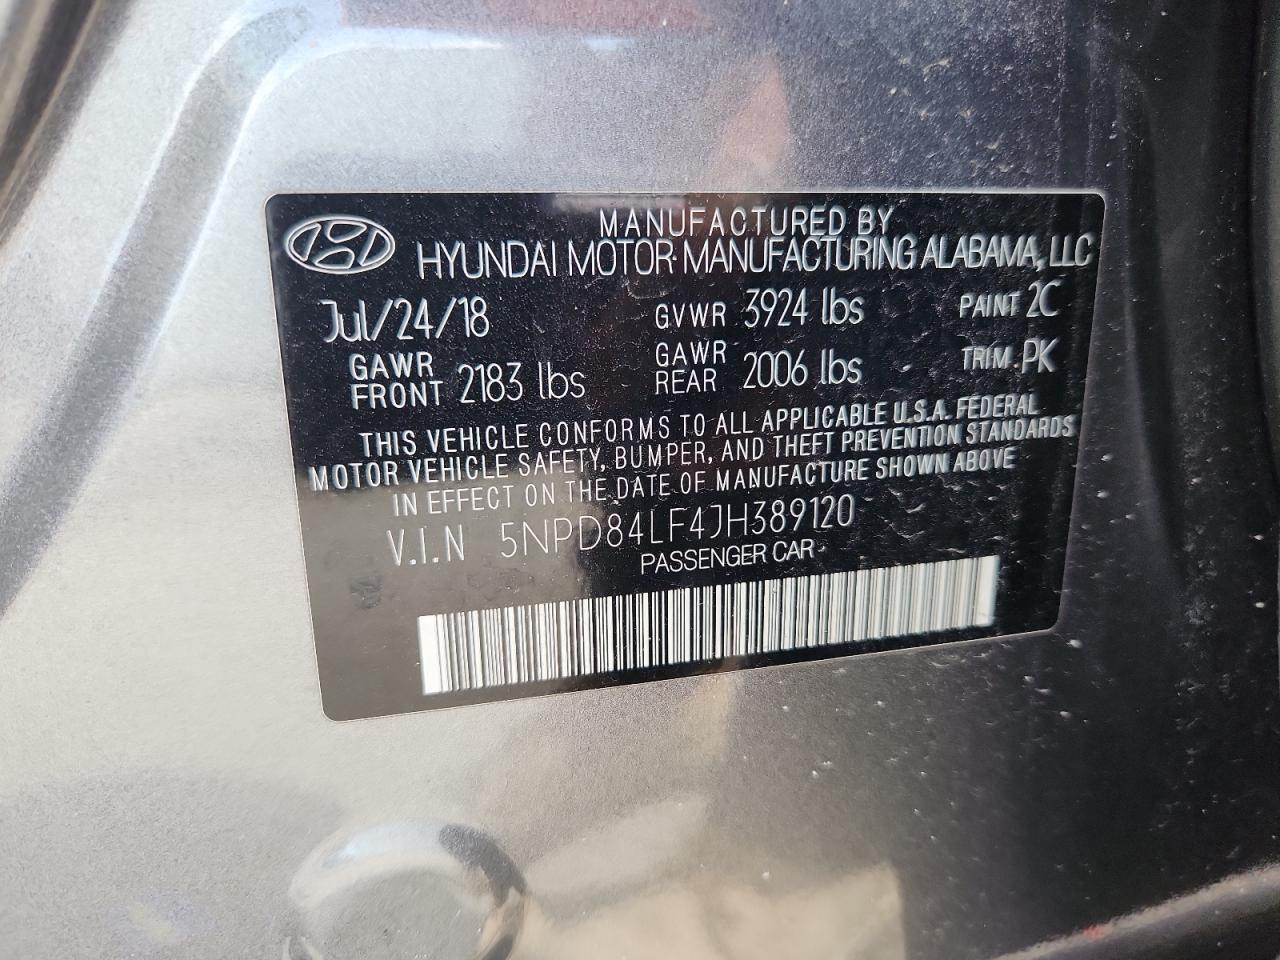 MANUFACTURED BY
HYUNDAI MOTOR MANUFACTURING ALABAMA, LLC
Jul/24/18 GVWR 3924 lbs PAINT 2C
GAWR FRONT 2183 lbs GAWR REAR 2006 lbs TRIM PK
THIS VEHICLE CONFORMS TO ALL APPLICABLE U.S.A. FEDERAL
MOTOR VEHICLE SAFETY, BUMPER, AND THEFT PREVENTION STANDARDS
IN EFFECT ON THE DATE OF MANUFACTURE SHOWN ABOVE
V.I.N 5NPD84LF4JH389120
PASSENGER CAR